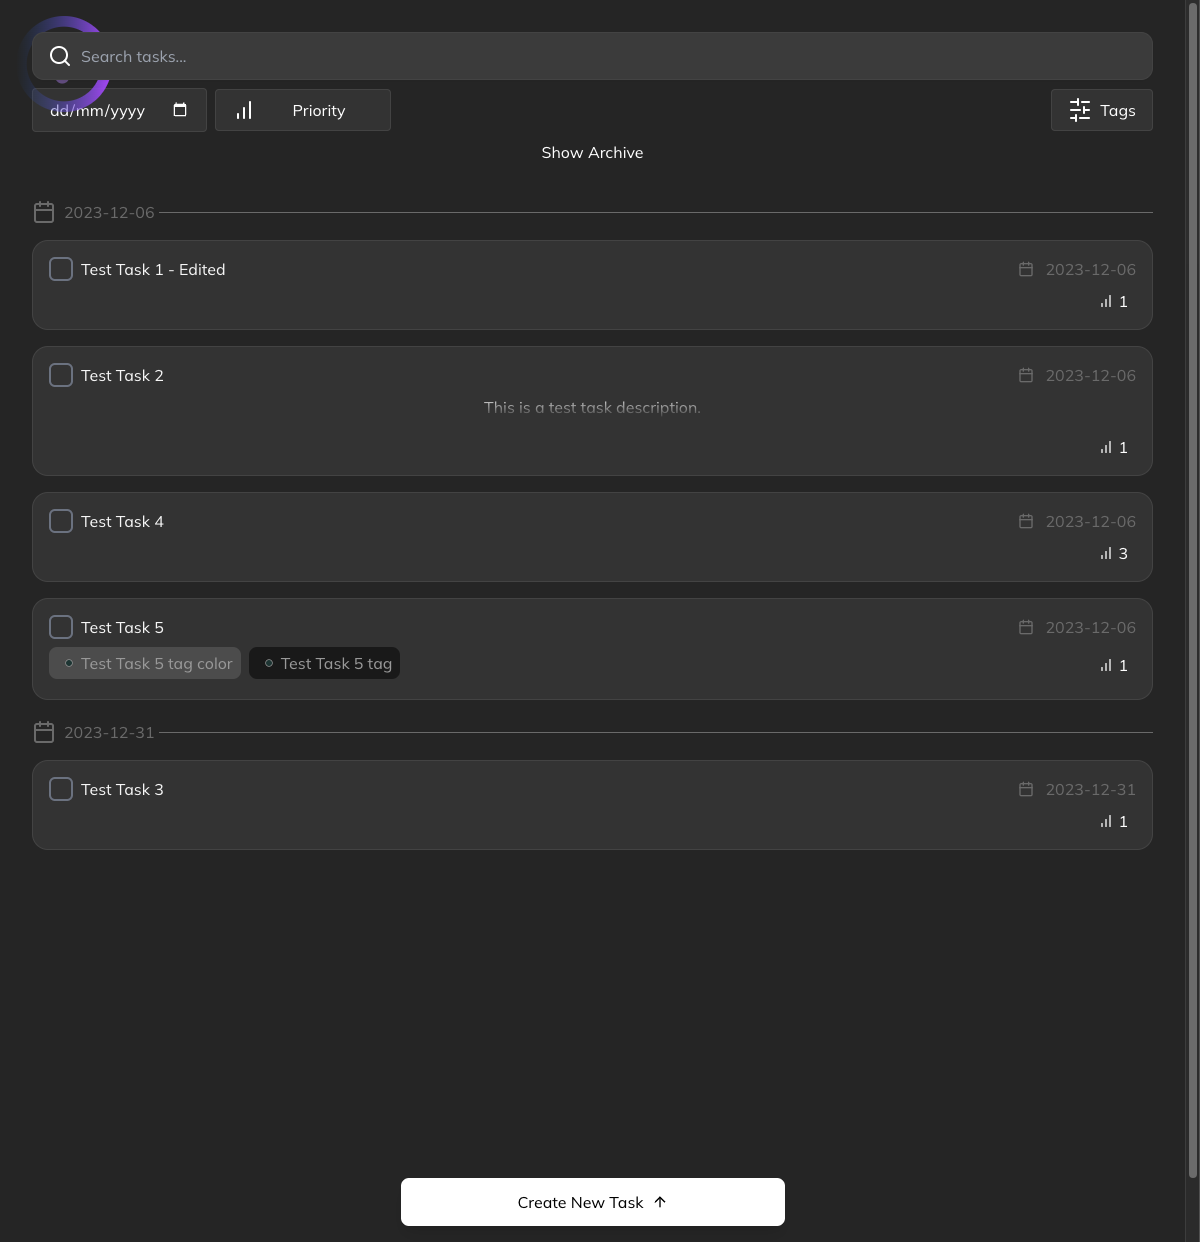 Search tasks...
dd/mm/yyyy Priority Tags
Show Archive
2023-12-06
Test Task 1 - Edited 2023-12-06
1
Test Task 2 2023-12-06
This is a test task description.
1
Test Task 4 2023-12-06
3
Test Task 5 2023-12-06
Test Task 5 tag color Test Task 5 tag 1
2023-12-31
Test Task 3 2023-12-31
1
Create New Task